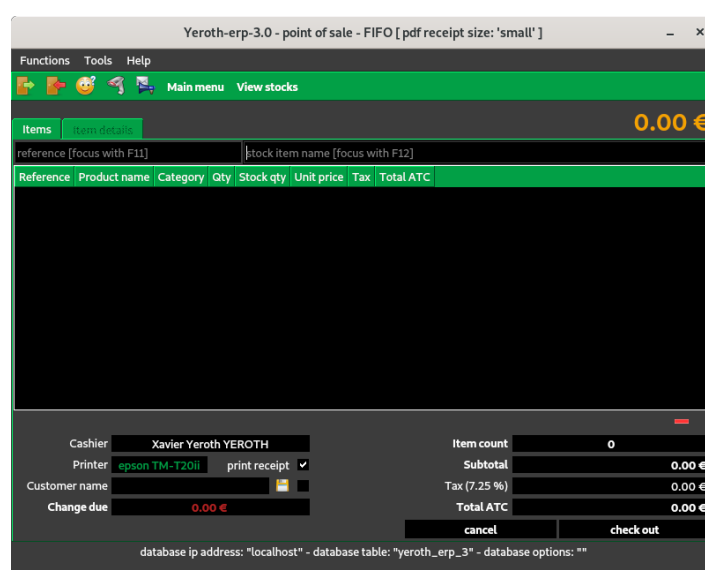 Yeroth-erp-3.0 - point of sale - FIFO [ pdf receipt size: 'small' ]
Functions Tools Help
Main menu View stocks
0.00 €
Items Item details
reference [focus with F11] stock item name [focus with F12]
Reference Product name Category Qty Stock qty Unit price Tax Total ATC
Cashier Xavier Yeroth YEROTH Item count 0
Printer epson TM-T20ii print receipt Subtotal 0.00 €
Customer name Tax (7.25 %) 0.00 €
Change due 0.00 € Total ATC 0.00 €
cancel check out
database ip address: "localhost" - database table: "yeroth_erp_3" - database options: ""